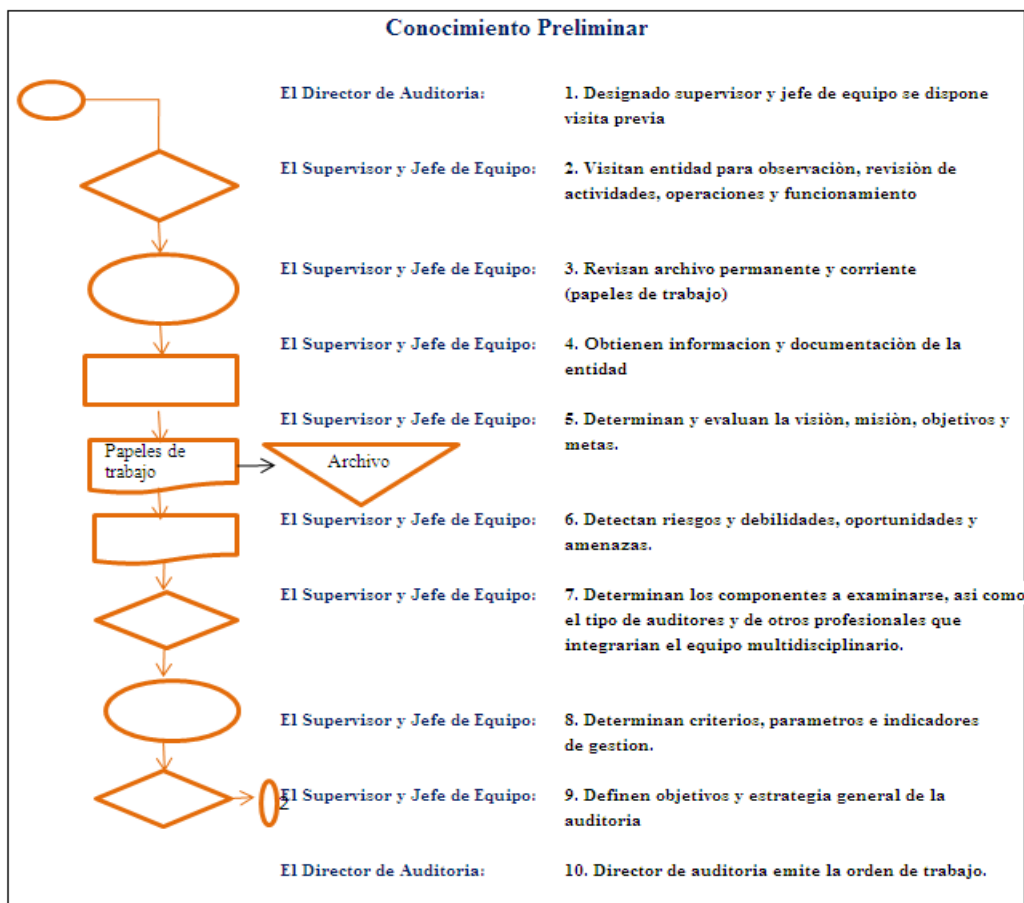 Conocimiento Preliminar
El Director de Auditoria: 1. Designado supervisor y jefe de equipo se dispone
visita previa
El Supervisor y Jefe de Equipo: 2. Visitan entidad para observaciòn, revisiòn de
actividades, operaciones y funcionamiento
El Supervisor y Jefe de Equipo: 3. Revisan archivo permanente y corriente
(papeles de trabajo)
El Supervisor y Jefe de Equipo: 4. Obtienen informacion y documentaciòn de la
entidad
El Supervisor y Jefe de Equipo: 5. Determinan y evaluan la visiòn, misiòn, objetivos y
metas.
Papeles de
trabajo
Archivo
El Supervisor y Jefe de Equipo: 6. Detectan riesgos y debilidades, oportunidades y
amenazas.
El Supervisor y Jefe de Equipo: 7. Determinan los componentes a examinarse, asi como
el tipo de auditores y de otros profesionales que
integrarian el equipo multidisciplinario.
El Supervisor y Jefe de Equipo: 8. Determinan criterios, parametros e indicadores
de gestion.
2
El Supervisor y Jefe de Equipo: 9. Definen objetivos y estrategia general de la
auditoria
El Director de Auditoria: 10. Director de auditoria emite la orden de trabajo.